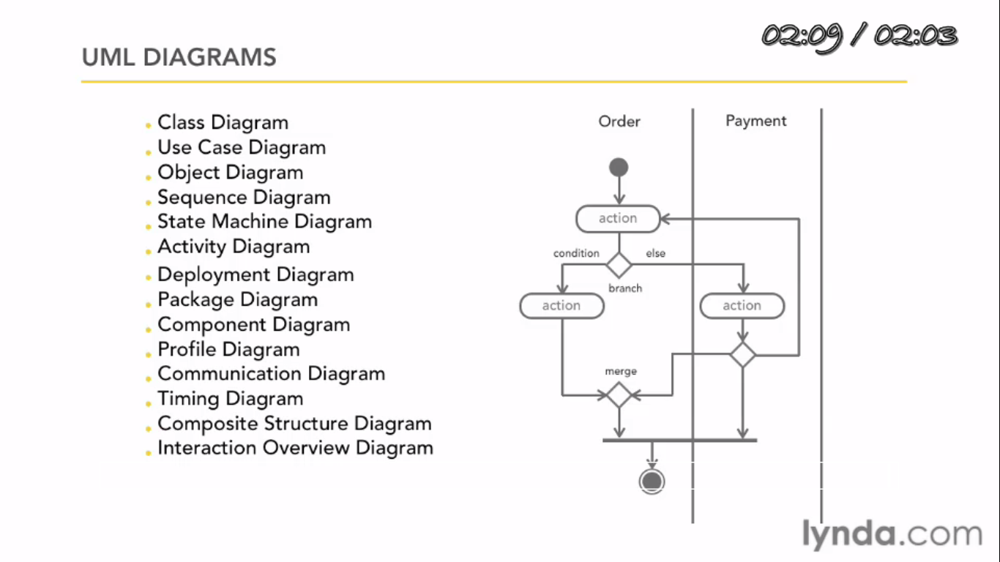 02:09 / 02:03
UML DIAGRAMS
Class Diagram
Use Case Diagram
Object Diagram
Sequence Diagram
State Machine Diagram
Activity Diagram
Deployment Diagram
Package Diagram
Component Diagram
Profile Diagram
Communication Diagram
Timing Diagram
Composite Structure Diagram
Interaction Overview Diagram
Order
Payment
action
condition
else
branch
action
action
merge
lynda.com